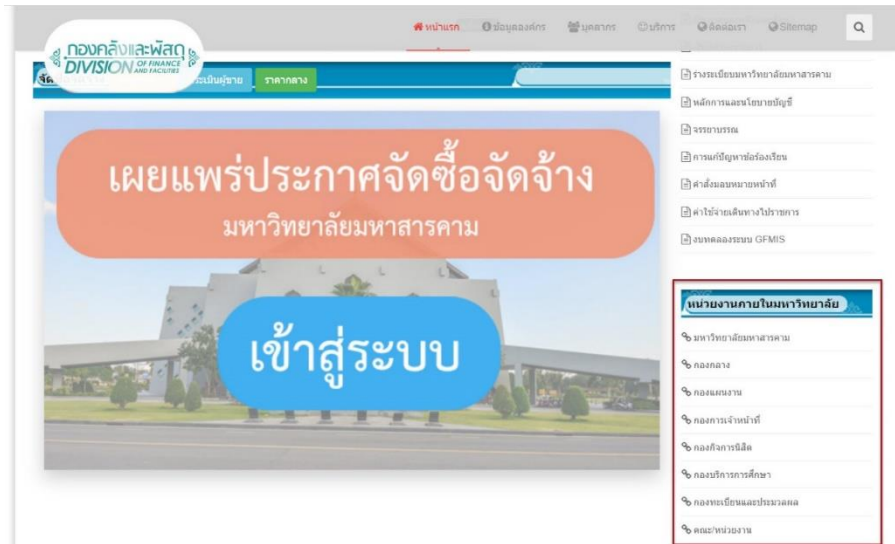 หน้าแรก ข้อมูลองค์กร บุคลากร บริการ ติดต่อเรา Sitemap
กองคลังและพัสดุ
DIVISION OF FINANCE AND FACILITIES
ราคากลาง
เผยแพร่ประกาศจัดซื้อจัดจ้าง
มหาวิทยาลัยมหาสารคาม
เข้าสู่ระบบ
ร่างระเบียบมหาวิทยาลัยมหาสารคาม
หลักการและนโยบายบัญชี
จรรยาบรรณ
การแก้ปัญหาข้อร้องเรียน
คำสั่งมอบหมายหน้าที่
ค่าใช้จ่ายเดินทางไปราชการ
งบทดลองระบบ GFMIS
หน่วยงานภายในมหาวิทยาลัย
มหาวิทยาลัยมหาสารคาม
กองกลาง
กองแผนงาน
กองการเจ้าหน้าที่
กองกิจการนิสิต
กองบริการการศึกษา
กองทะเบียนและประมวลผล
คณะ/หน่วยงาน